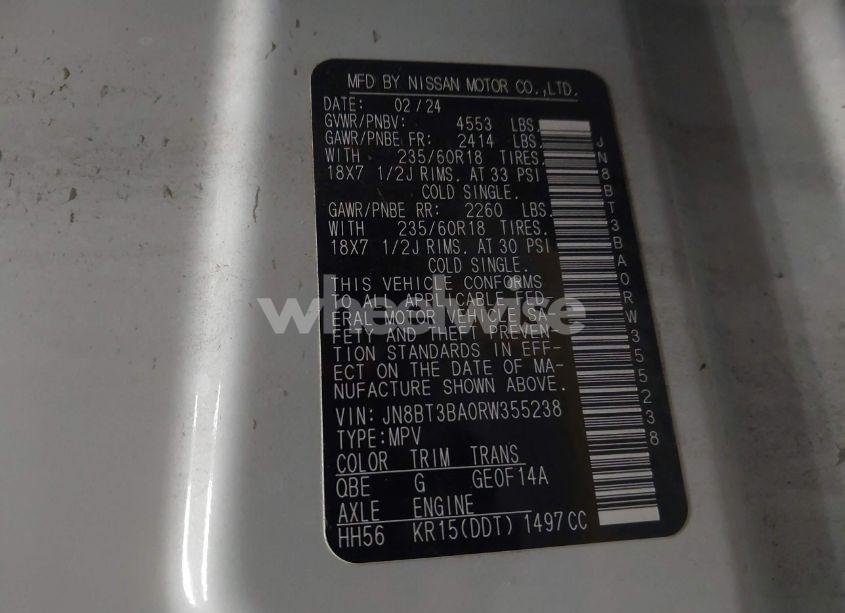 MFD BY NISSAN MOTOR CO.,LTD.
DATE: 02/24
GVWR/PNBV: 4553 LBS.
GAWR/PNBE FR: 2414 LBS.
WITH 235/60R18 TIRES.
18X7 1/2J RIMS. AT 33 PSI
COLD SINGLE.
GAWR/PNBE RR: 2260 LBS.
WITH 235/60R18 TIRES.
18X7 1/2J RIMS. AT 30 PSI
COLD SINGLE.
THIS VEHICLE CONFORMS
TO ALL APPLICABLE FED
ERAL MOTOR VEHICLE SA
FETY AND THEFT PREVEN
TION STANDARDS IN EFF-
ECT ON THE DATE OF MA-
NUFACTURE SHOWN ABOVE.
VIN: JN8BT3BA0RW355238
TYPE:MPV
COLOR TRIM TRANS
QBE G GE0F14A
AXLE ENGINE
HH56 KR15(DDT) 1497CC
JN8BT3BA0RW355238
wheelwise